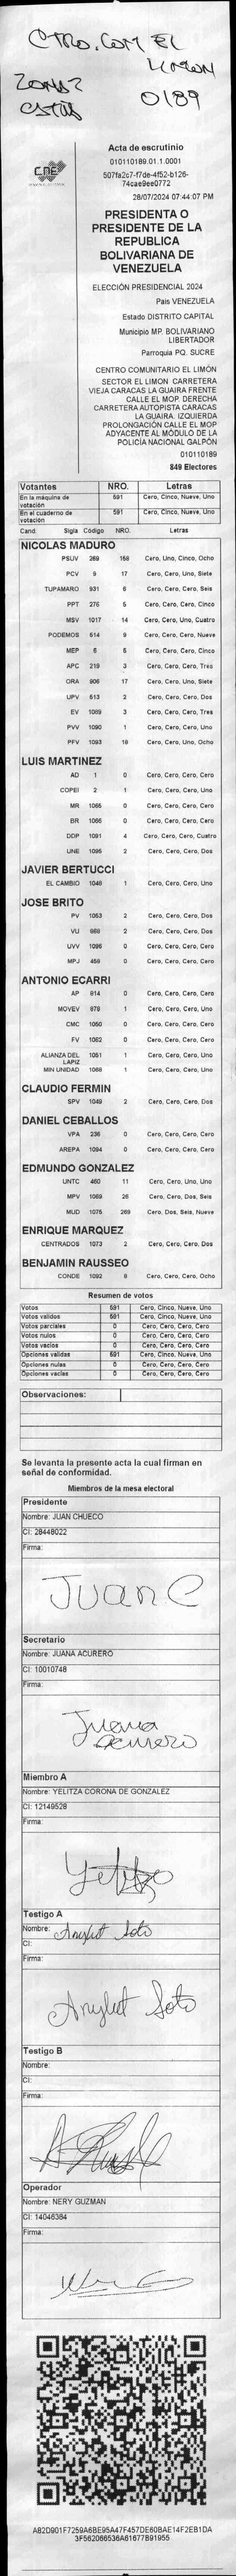 CTRO. COM EL
LIMON
ZONA 2
0189
CNE
Acta de escrutinio
010110189.01.1.0001
507fa2c7-f7de-4f52-b126-
74cae9ee0772
28/07/2024 07:44:07 PM
PRESIDENTA O
PRESIDENTE DE LA
REPUBLICA
BOLIVARIANA DE
VENEZUELA
ELECCIÓN PRESIDENCIAL 2024
Pais VENEZUELA
Estado DISTRITO CAPITAL
Municipio MP. BOLIVARIANO
LIBERTADOR
Parroquia PQ. SUCRE
CENTRO COMUNITARIO EL LIMÓN
SECTOR EL LIMON CARRETERA
VIEJA CARACAS LA GUAIRA FRENTE
CALLE EL MOP. DERECHA
CARRETERA AUTOPISTA CARACAS
LA GUAIRA. IZQUIERDA
PROLONGACIÓN CALLE EL MOP
ADYACENTE AL MÓDULO DE LA
POLICÍA NACIONAL GALPÓN
010110189
849 Electores
Votantes NRO. Letras
En la máquina de votación 591 Cero, Cinco, Nueve, Uno
En el cuaderno de votación 591 Cero, Cinco, Nueve, Uno
Cand. Sigla Código NRO. Letras
NICOLAS MADURO
PSUV 269 158 Cero, Uno, Cinco, Ocho
PCV 9 17 Cero, Cero, Uno, Siete
TUPAMARO 931 6 Cero, Cero, Cero, Seis
PPT 276 5 Cero, Cero, Cero, Cinco
MSV 1017 14 Cero, Cero, Uno, Cuatro
PODEMOS 514 9 Cero, Cero, Cero, Nueve
MEP 6 5 Cero, Cero, Cero, Cinco
APC 219 3 Cero, Cero, Cero, Tres
ORA 906 17 Cero, Cero, Uno, Siete
UPV 513 2 Cero, Cero, Cero, Dos
EV 1089 3 Cero, Cero, Cero, Tres
PVV 1090 1 Cero, Cero, Cero, Uno
PFV 1093 18 Cero, Cero, Uno, Ocho
LUIS MARTINEZ
AD 1 0 Cero, Cero, Cero, Cero
COPEI 2 1 Cero, Cero, Cero, Uno
MR 1065 0 Cero, Cero, Cero, Cero
BR 1066 0 Cero, Cero, Cero, Cero
DDP 1091 4 Cero, Cero, Cero, Cuatro
UNE 1095 2 Cero, Cero, Cero, Dos
JAVIER BERTUCCI
EL CAMBIO 1048 1 Cero, Cero, Cero, Uno
JOSE BRITO
PV 1053 2 Cero, Cero, Cero, Dos
VU 969 2 Cero, Cero, Cero, Dos
UVV 1096 0 Cero, Cero, Cero, Cero
MPJ 459 0 Cero, Cero, Cero, Cero
ANTONIO ECARRI
AP 914 0 Cero, Cero, Cero, Cero
MOVEV 978 1 Cero, Cero, Cero, Uno
CMC 1050 0 Cero, Cero, Cero, Cero
FV 1062 0 Cero, Cero, Cero, Cero
ALIANZA DEL LAPIZ 1051 1 Cero, Cero, Cero, Uno
MIN UNIDAD 1088 1 Cero, Cero, Cero, Uno
CLAUDIO FERMIN
SPV 1049 2 Cero, Cero, Cero, Dos
DANIEL CEBALLOS
VPA 236 0 Cero, Cero, Cero, Cero
AREPA 1094 0 Cero, Cero, Cero, Cero
EDMUNDO GONZALEZ
UNTC 460 11 Cero, Cero, Uno, Uno
MPV 1069 26 Cero, Cero, Dos, Seis
MUD 1075 269 Cero, Dos, Seis, Nueve
ENRIQUE MARQUEZ
CENTRADOS 1073 2 Cero, Cero, Cero, Dos
BENJAMIN RAUSSEO
CONDE 1092 8 Cero, Cero, Cero, Ocho
Resumen de votos
Votos 591 Cero, Cinco, Nueve, Uno
Votos validos 591 Cero, Cinco, Nueve, Uno
Votos parciales 0 Cero, Cero, Cero, Cero
Votos nulos 0 Cero, Cero, Cero, Cero
Votos vacios 0 Cero, Cero, Cero, Cero
Opciones validas 591 Cero, Cinco, Nueve, Uno
Opciones nulas 0 Cero, Cero, Cero, Cero
Opciones vacias 0 Cero, Cero, Cero, Cero
Observaciones:
Se levanta la presente acta la cual firman en
señal de conformidad.
Miembros de la mesa electoral
Presidente
Nombre: JUAN CHUECO
CI: 28448022
Firma:
Juan C
Secretario
Nombre: JUANA ACURERO
CI: 10010748
Firma:
Juana
Acurero
Miembro A
Nombre: YELITZA CORONA DE GONZALEZ
CI: 12149528
Firma:
Yelitza
Testigo A
Nombre: Soto
CI:
Firma:
Soto
Testigo B
Nombre:
CI:
Firma:
Operador
Nombre: NERY GUZMAN
CI: 14046384
Firma:
A82D901F7259A6BE95A47F457DE60BAE14F2EB1DA
3F562066536A61677B91955